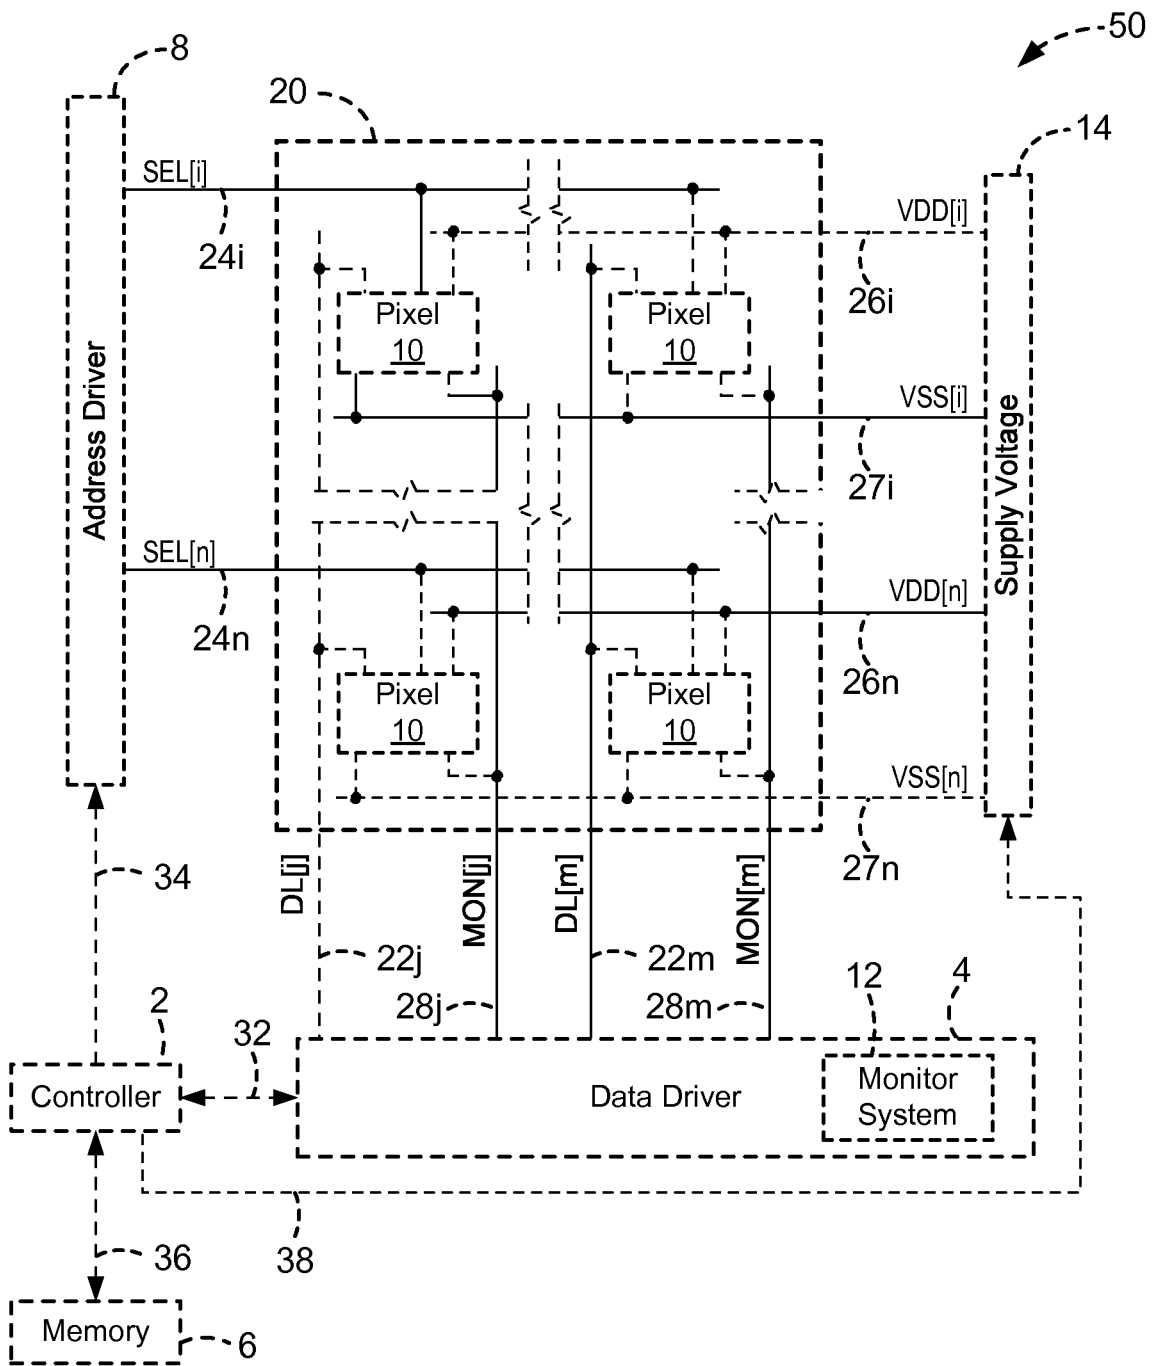 50
8
20
14
SEL[i]
VDD[i]
24i
26i
Pixel
10
Pixel
10
VSS[i]
Address Driver
Supply Voltage
27i
SEL[n]
VDD[n]
24n
26n
Pixel
10
Pixel
10
VSS[n]
27n
34
DL[j]
MON[j]
DL[m]
MON[m]
22j
22m
12
4
2
32
28j
28m
Controller
Data Driver
Monitor
System
36
38
Memory
6